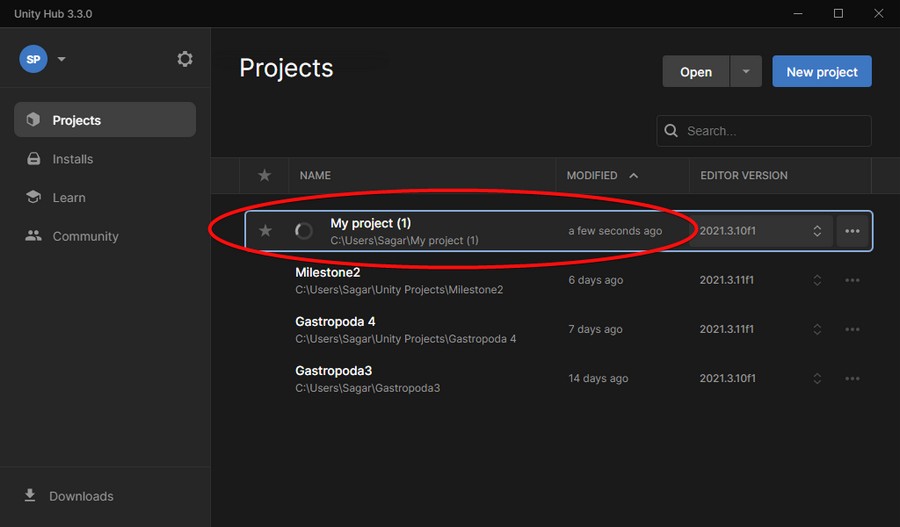 Unity Hub 3.3.0
SP
Projects
Open
New project
Projects
Search...
Installs
NAME
MODIFIED
EDITOR VERSION
Learn
My project (1)
C:\Users\Sagar\My project (1)
a few seconds ago
2021.3.10f1
Community
Milestone2
C:\Users\Sagar\Unity Projects\Milestone2
6 days ago
2021.3.11f1
Gastropoda 4
C:\Users\Sagar\Unity Projects\Gastropoda 4
7 days ago
2021.3.11f1
Gastropoda3
C:\Users\Sagar\Gastropoda3
14 days ago
2021.3.10f1
Downloads